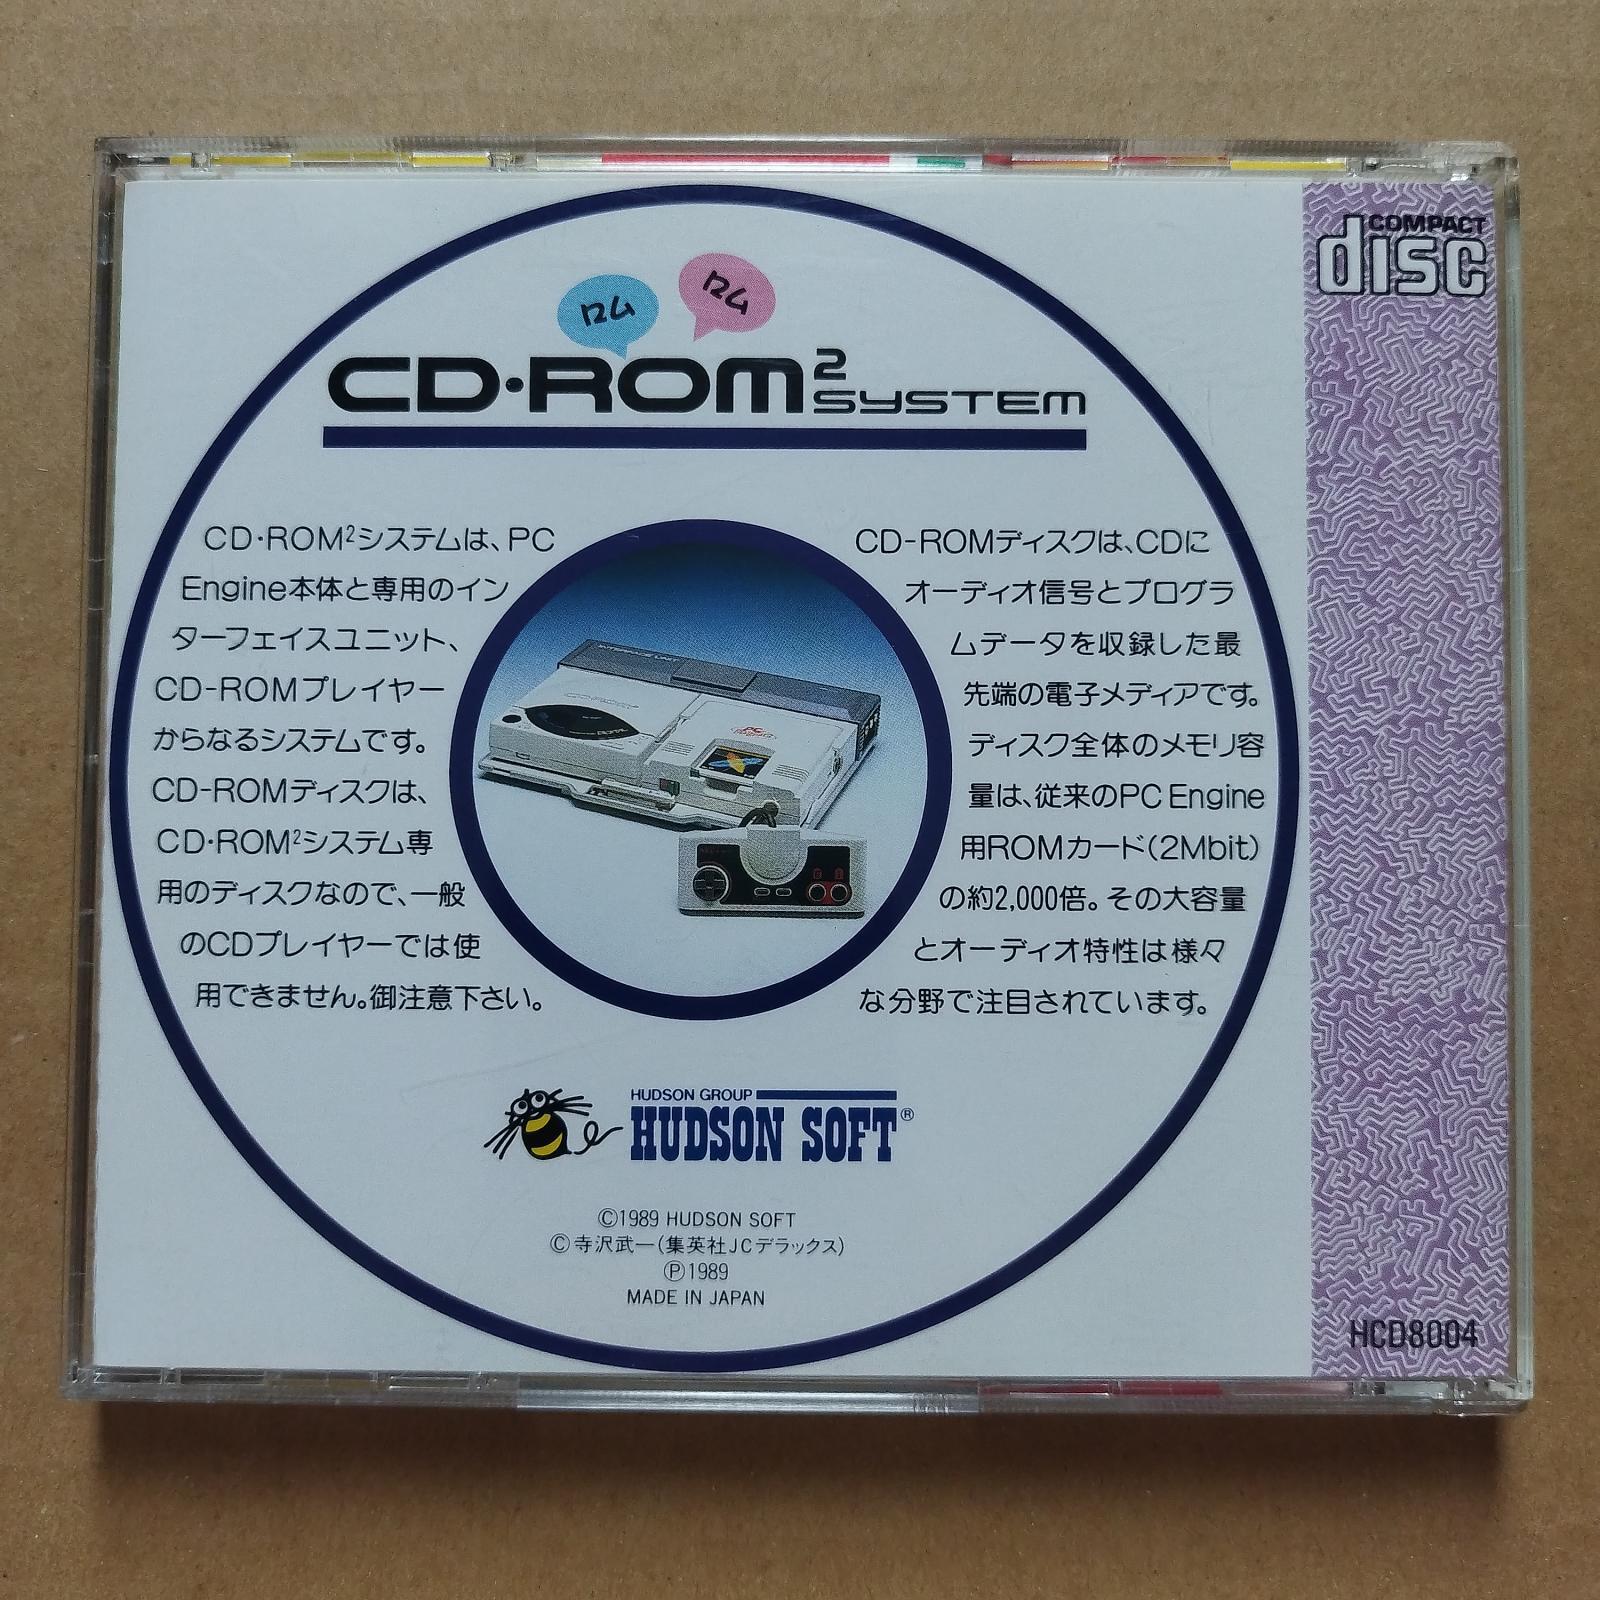 ロム
ロム
CD・ROM²
SYSTEM
CD・ROM²システムは、PC
Engine本体と専用のイン
ターフェイスユニット、
CD-ROMプレイヤー
からなるシステムです。
CD-ROMディスクは、
CD・ROM²システム専
用のディスクなので、一般
のCDプレイヤーでは使
用できません。御注意下さい。
CD-ROMディスクは、CDに
オーディオ信号とプログラ
ムデータを収録した最
先端の電子メディアです。
ディスク全体のメモリ容
量は、従来のPC Engine
用ROMカード(2Mbit)
の約2,000倍。その大容量
とオーディオ特性は様々
な分野で注目されています。
HUDSON GROUP
HUDSON SOFT®
©1989 HUDSON SOFT
©寺沢武一(集英社JCデラックス)
Ⓟ1989
MADE IN JAPAN
COMPACT
disc
HCD8004